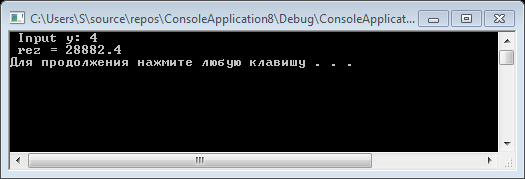 C:\Users\S\source\repos\ConsoleApplication8\Debug\ConsoleApplicat...
Input y: 4
rez = 28882.4
Для продолжения нажмите любую клавишу . . .